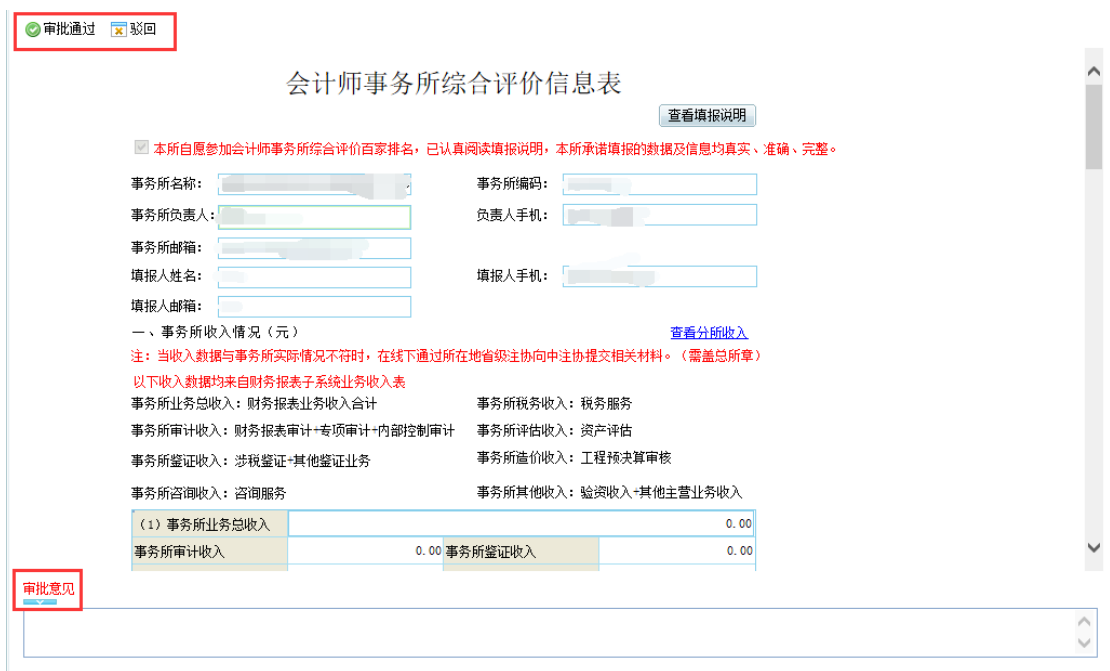 审批通过 驳回
会计师事务所综合评价信息表
查看填报说明
本所自愿参加会计师事务所综合评价百家排名，已认真阅读填报说明，本所承诺填报的数据及信息均真实、准确、完整。
事务所名称： 事务所编码：
事务所负责人： 负责人手机：
事务所邮箱：
填报人姓名： 填报人手机：
填报人邮箱：
一、事务所收入情况（元） 查看分所收入
注：当收入数据与事务所实际情况不符时，在线下通过所在地省级注协向中注协提交相关材料。（需盖总所章）
以下收入数据均来自财务报表子系统业务收入表
事务所业务总收入：财务报表业务收入合计 事务所税务收入：税务服务
事务所审计收入：财务报表审计+专项审计+内部控制审计 事务所评估收入：资产评估
事务所鉴证收入：涉税鉴证+其他鉴证业务 事务所造价收入：工程预决算审核
事务所咨询收入：咨询服务 事务所其他收入：验资收入+其他主营业务收入
（1）事务所业务总收入 0.00
事务所审计收入 0.00 事务所鉴证收入 0.00
审批意见